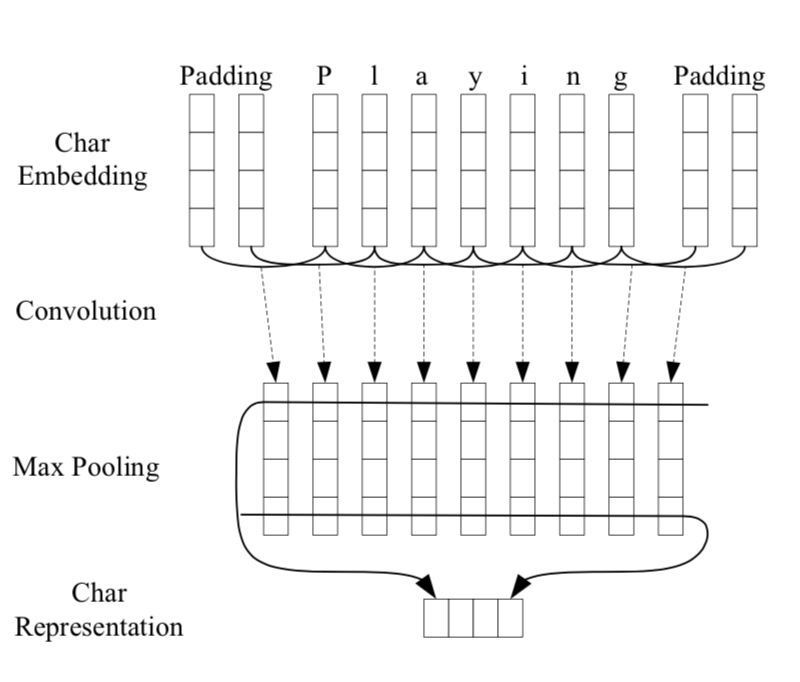 Padding P l a y i n g Padding
Char
Embedding
Convolution
Max Pooling
Char
Representation